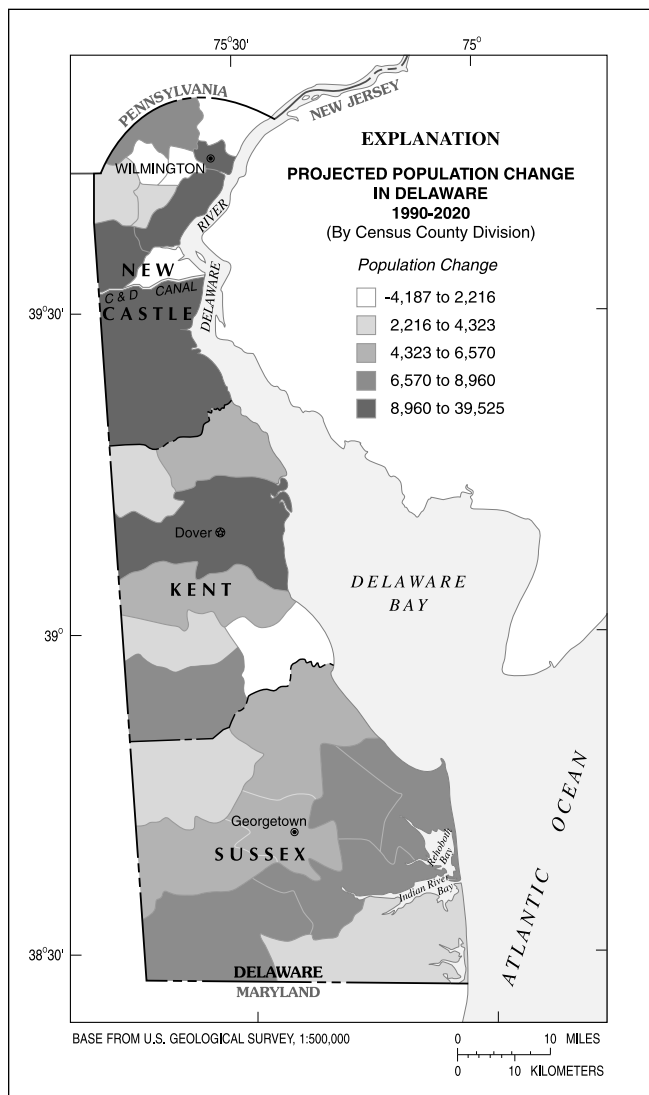 75°30'
75°
PENNSYLVANIA
NEW JERSEY
EXPLANATION
PROJECTED POPULATION CHANGE
IN DELAWARE
1990-2020
(By Census County Division)
Population Change
-4,187 to 2,216
2,216 to 4,323
4,323 to 6,570
6,570 to 8,960
8,960 to 39,525
WILMINGTON
RIVER
DELAWARE
NEW
C & D CANAL
CASTLE
39°30'
Dover
KENT
DELAWARE
BAY
39°
Georgetown
SUSSEX
Rehoboth
Bay
Indian River
Bay
ATLANTIC OCEAN
38°30'
DELAWARE
MARYLAND
BASE FROM U.S. GEOLOGICAL SURVEY, 1:500,000
0 10 MILES
0 10 KILOMETERS